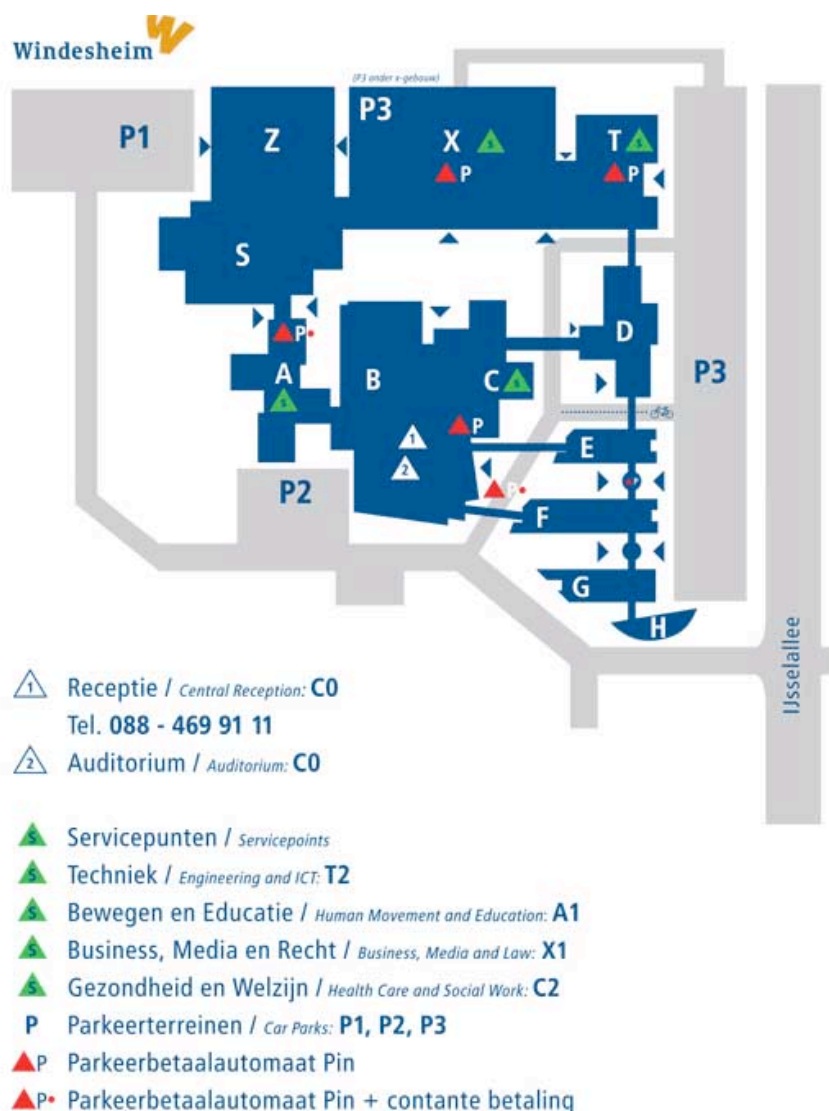 Windesheim
(P3 onder x-gebouw)
P1
Z
P3
X S
T S
P
P
S
P•
A
S
B
C S
D
P3
P
1
2
E
P2
P•
F
G
H
IJsselallee
1 Receptie / Central Reception: C0
Tel. 088 - 469 91 11
2 Auditorium / Auditorium: C0
S Servicepunten / Servicepoints
S Techniek / Engineering and ICT: T2
S Bewegen en Educatie / Human Movement and Education: A1
S Business, Media en Recht / Business, Media and Law: X1
S Gezondheid en Welzijn / Health Care and Social Work: C2
P Parkeerterreinen / Car Parks: P1, P2, P3
P Parkeerbetaalautomaat Pin
P• Parkeerbetaalautomaat Pin + contante betaling